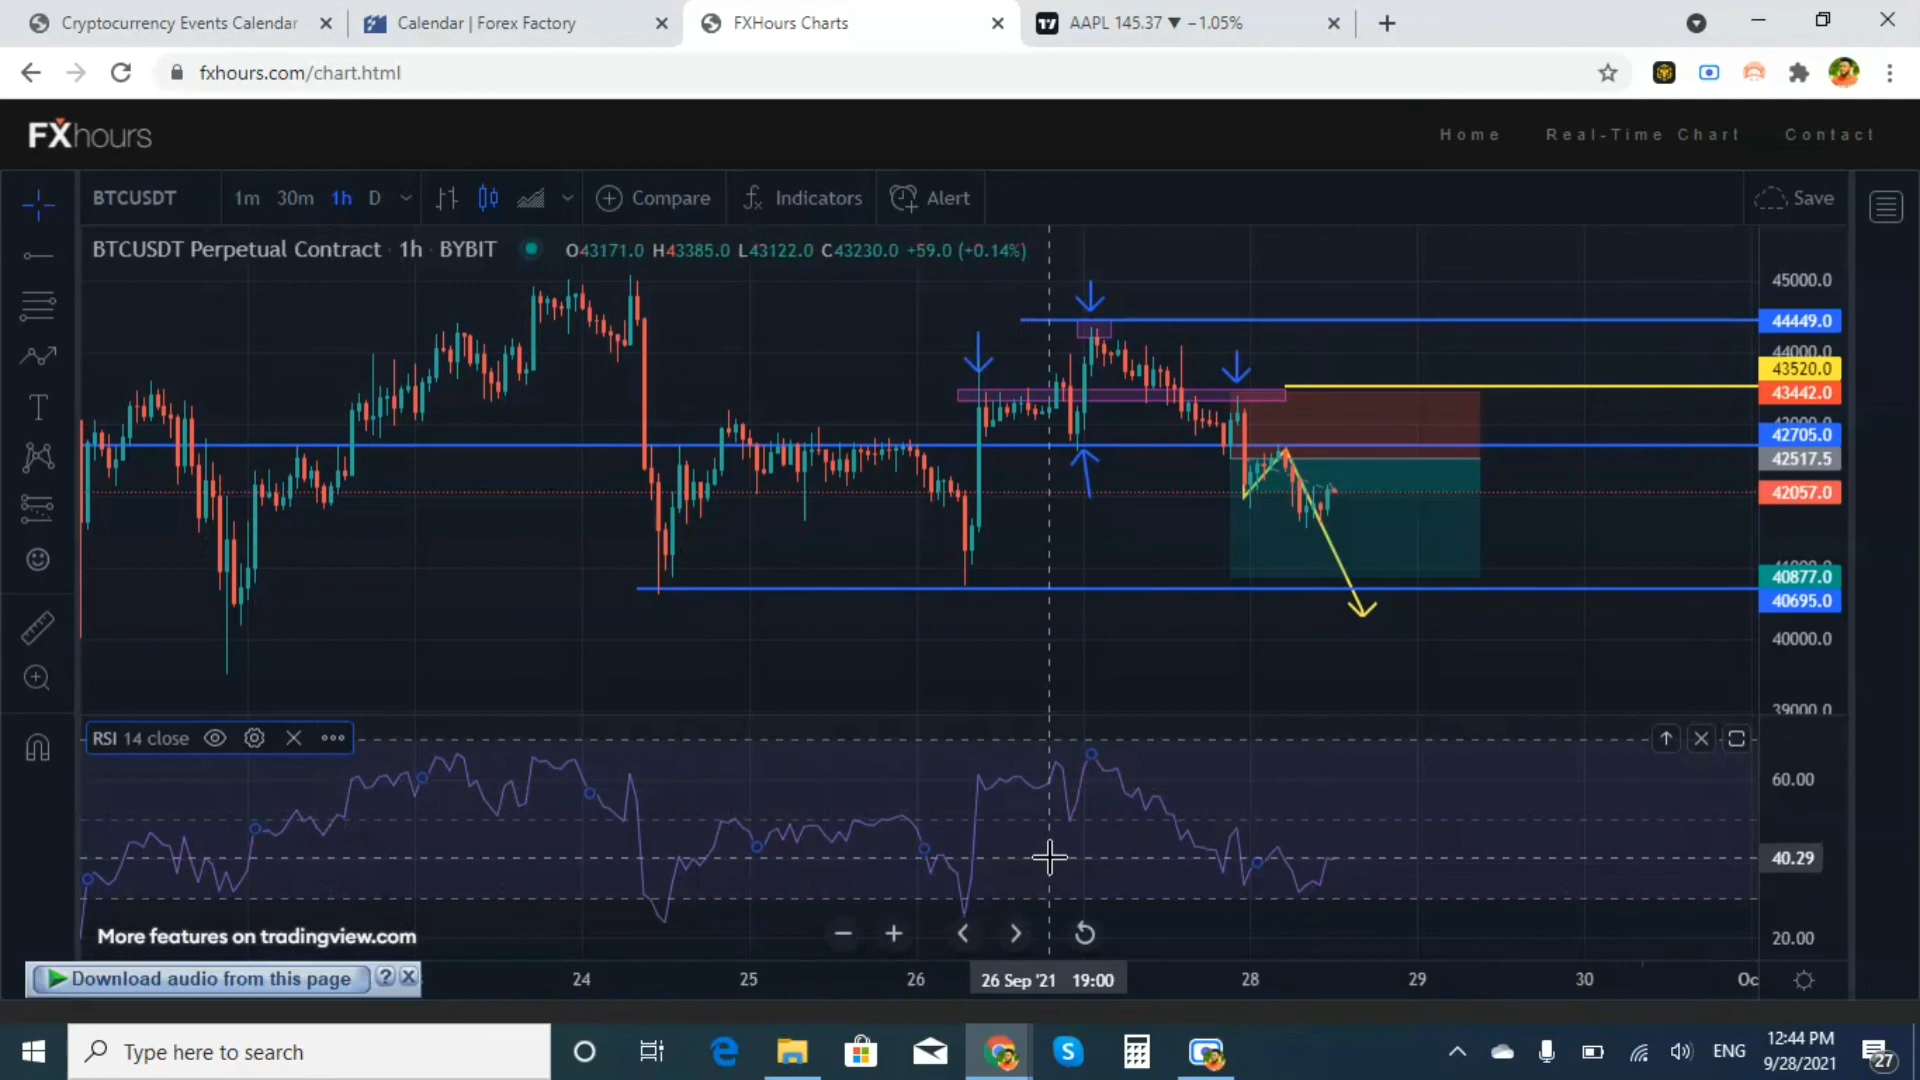 Cryptocurrency Events Calendar
Calendar | Forex Factory
FXHours Charts
AAPL 145.37 ▼ −1.05%
fxhours.com/chart.html
FXhours
Home Real-Time Chart Contact
BTCUSDT 1m 30m 1h D Compare Indicators Alert Save
BTCUSDT Perpetual Contract · 1h · BYBIT O43171.0 H43385.0 L43122.0 C43230.0 +59.0 (+0.14%)
45000.0
44449.0
44000.0
43520.0
43442.0
43000.0
42705.0
42517.5
42057.0
41000.0
40877.0
40695.0
40000.0
39000.0
RSI 14 close
60.00
40.29
20.00
More features on tradingview.com
Download audio from this page ?
24 25 26 26 Sep '21 19:00 28 29 30 Oc
Type here to search
ENG
12:44 PM
9/28/2021
27